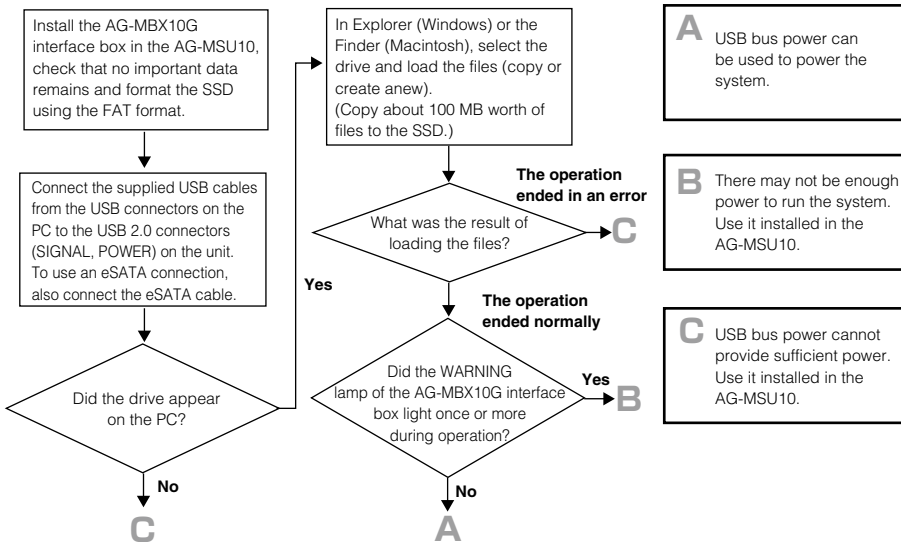 Install the AG-MBX10G
interface box in the AG-MSU10,
check that no important data
remains and format the SSD
using the FAT format.
Connect the supplied USB cables
from the USB connectors on the
PC to the USB 2.0 connectors
(SIGNAL, POWER) on the unit.
To use an eSATA connection,
also connect the eSATA cable.
Did the drive appear
on the PC?
Yes
No
C
In Explorer (Windows) or the
Finder (Macintosh), select the
drive and load the files (copy or
create anew).
(Copy about 100 MB worth of
files to the SSD.)
What was the result of
loading the files?
The operation
ended in an error
C
The operation
ended normally
Did the WARNING
lamp of the AG-MBX10G interface
box light once or more
during operation?
Yes
B
No
A
A
USB bus power can
be used to power the
system.
B
There may not be enough
power to run the system.
Use it installed in the
AG-MSU10.
C
USB bus power cannot
provide sufficient power.
Use it installed in the
AG-MSU10.